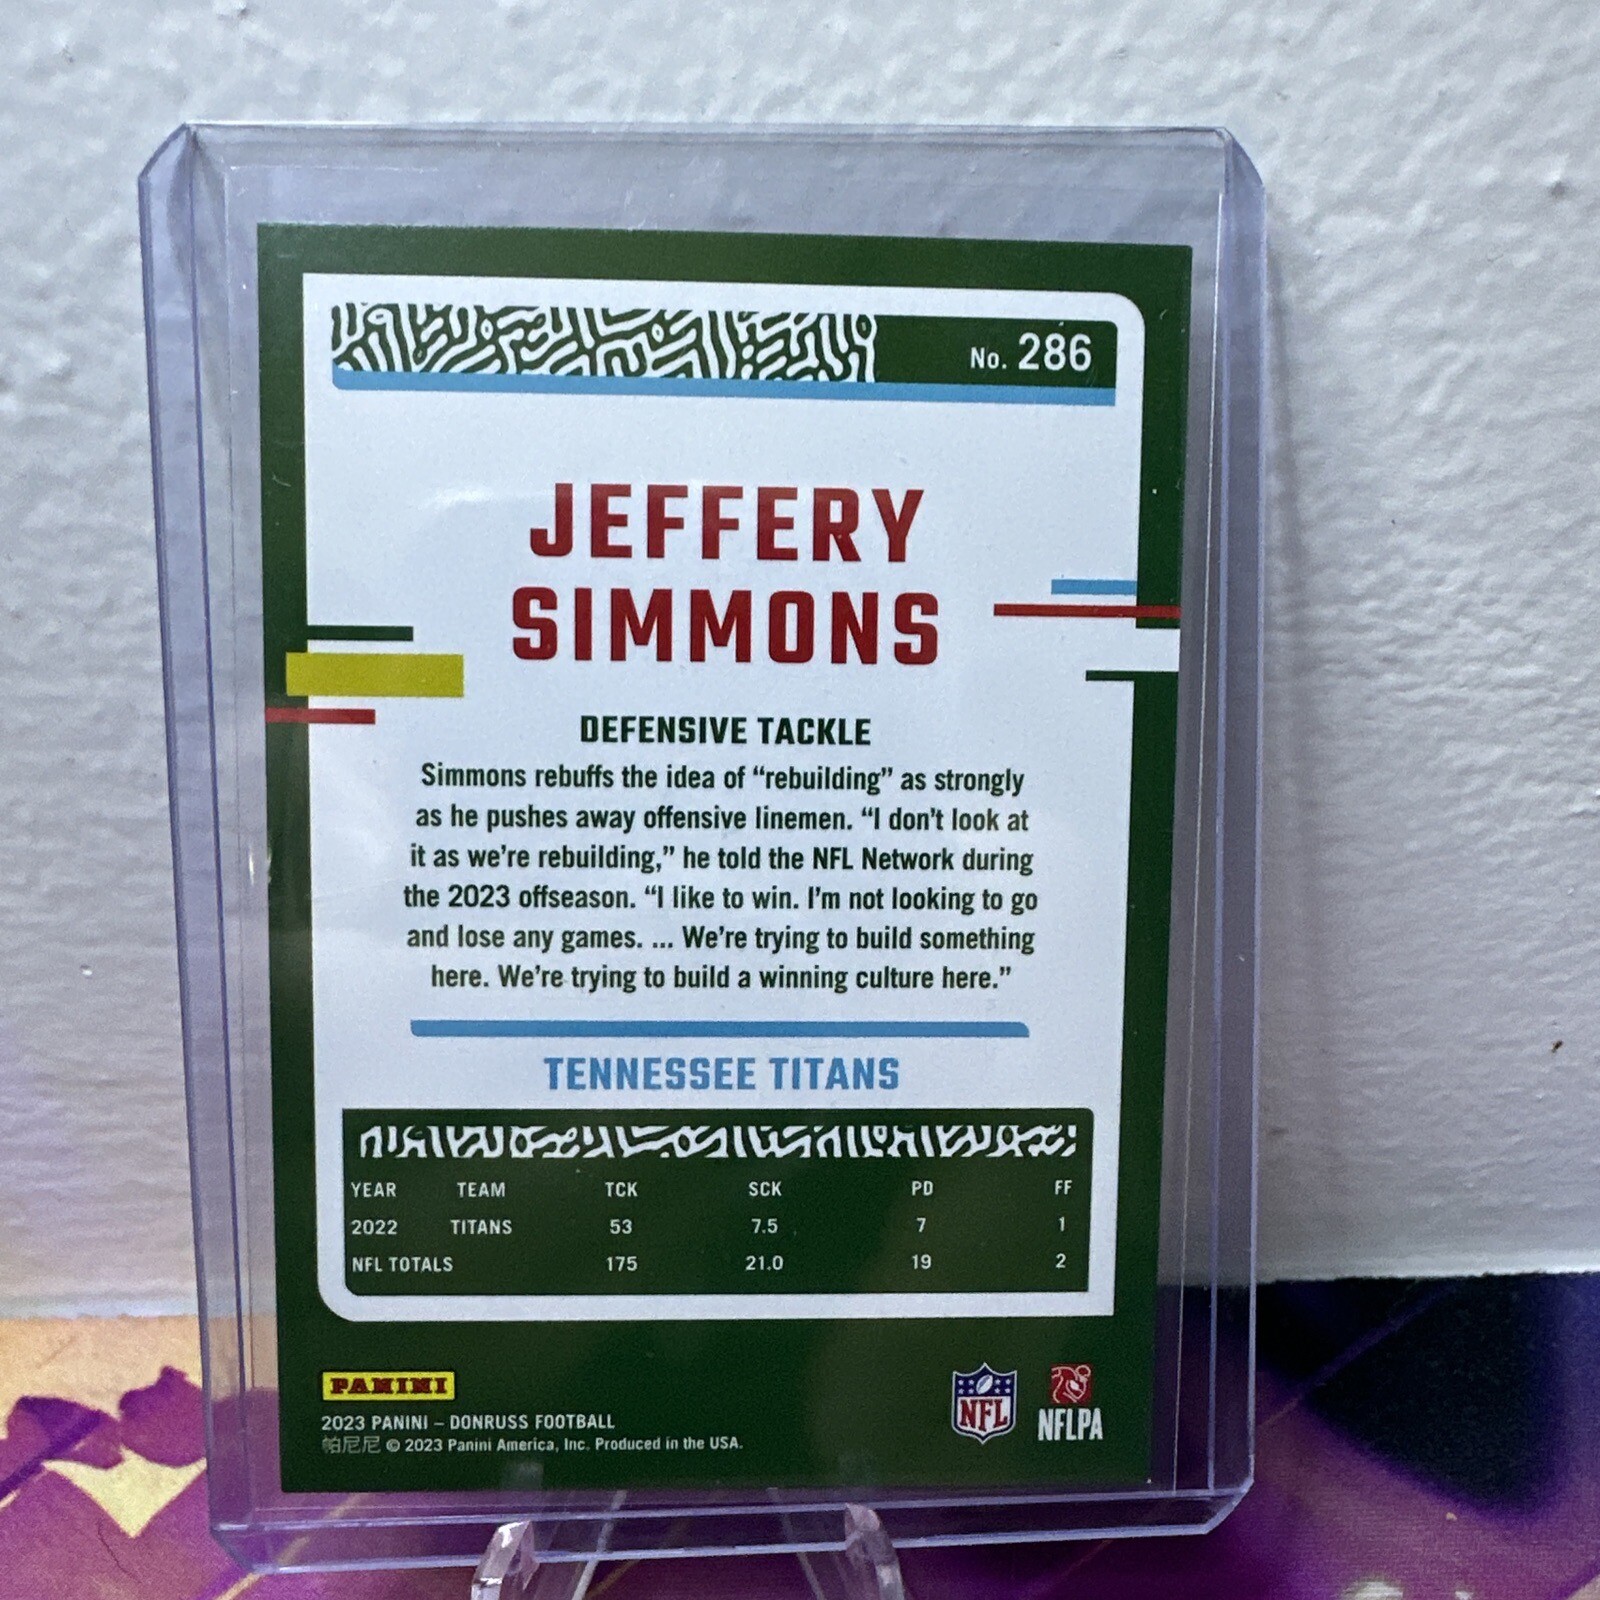 No. 286
JEFFERY
SIMMONS
DEFENSIVE TACKLE
Simmons rebuffs the idea of “rebuilding” as strongly
as he pushes away offensive linemen. “I don’t look at
it as we’re rebuilding,” he told the NFL Network during
the 2023 offseason. “I like to win. I’m not looking to go
and lose any games. ... We’re trying to build something
here. We’re trying to build a winning culture here.”
TENNESSEE TITANS
YEAR TEAM TCK SCK PD FF
2022 TITANS 53 7.5 7 1
NFL TOTALS 175 21.0 19 2
PANINI
NFL
NFLPA
2023 PANINI – DONRUSS FOOTBALL
帕尼尼 © 2023 Panini America, Inc. Produced in the USA.